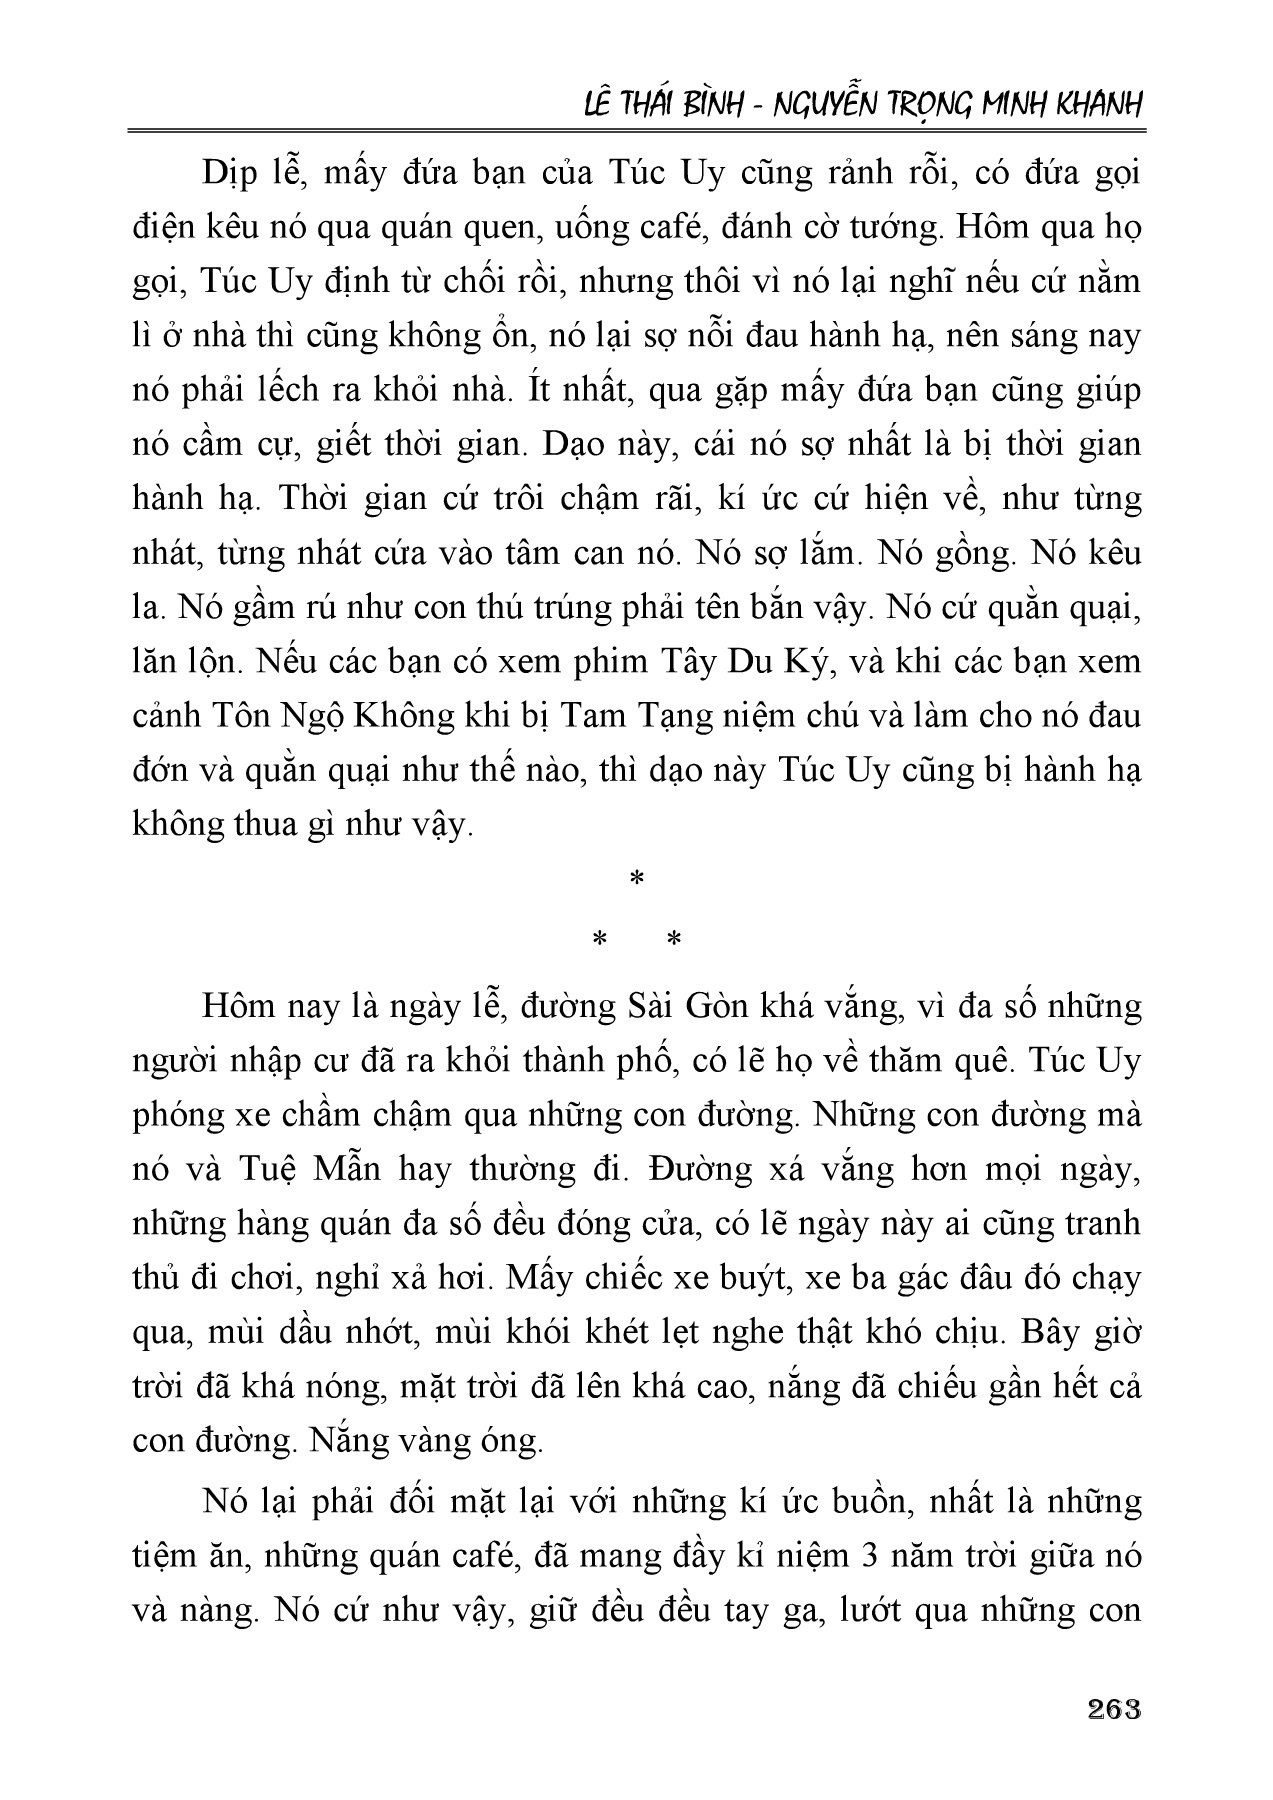 LÊ THÁI BÌNH - NGUYỄN TRỌNG MINH KHANH
Dịp lễ, mấy đứa bạn của Túc Uy cũng rảnh rỗi, có đứa gọi
điện kêu nó qua quán quen, uống café, đánh cờ tướng. Hôm qua họ
gọi, Túc Uy định từ chối rồi, nhưng thôi vì nó lại nghĩ nếu cứ nằm
lì ở nhà thì cũng không ổn, nó lại sợ nỗi đau hành hạ, nên sáng nay
nó phải lếch ra khỏi nhà. Ít nhất, qua gặp mấy đứa bạn cũng giúp
nó cầm cự, giết thời gian. Dạo này, cái nó sợ nhất là bị thời gian
hành hạ. Thời gian cứ trôi chậm rãi, kí ức cứ hiện về, như từng
nhát, từng nhát cứa vào tâm can nó. Nó sợ lắm. Nó gồng. Nó kêu
la. Nó gầm rú như con thú trúng phải tên bắn vậy. Nó cứ quằn quại,
lăn lộn. Nếu các bạn có xem phim Tây Du Ký, và khi các bạn xem
cảnh Tôn Ngộ Không khi bị Tam Tạng niệm chú và làm cho nó đau
đớn và quằn quại như thế nào, thì dạo này Túc Uy cũng bị hành hạ
không thua gì như vậy.
*
* *
Hôm nay là ngày lễ, đường Sài Gòn khá vắng, vì đa số những
người nhập cư đã ra khỏi thành phố, có lẽ họ về thăm quê. Túc Uy
phóng xe chầm chậm qua những con đường. Những con đường mà
nó và Tuệ Mẫn hay thường đi. Đường xá vắng hơn mọi ngày,
những hàng quán đa số đều đóng cửa, có lẽ ngày này ai cũng tranh
thủ đi chơi, nghỉ xả hơi. Mấy chiếc xe buýt, xe ba gác đâu đó chạy
qua, mùi dầu nhớt, mùi khói khét lẹt nghe thật khó chịu. Bây giờ
trời đã khá nóng, mặt trời đã lên khá cao, nắng đã chiếu gần hết cả
con đường. Nắng vàng óng.
Nó lại phải đối mặt lại với những kí ức buồn, nhất là những
tiệm ăn, những quán café, đã mang đầy kỉ niệm 3 năm trời giữa nó
và nàng. Nó cứ như vậy, giữ đều đều tay ga, lướt qua những con
263